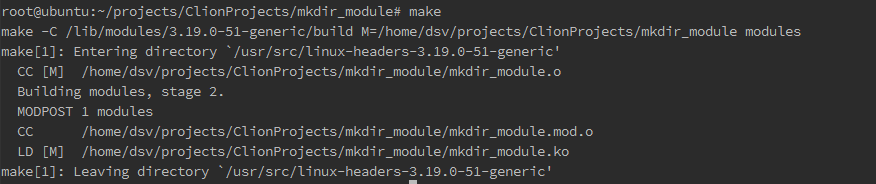 root@ubuntu:~/projects/ClionProjects/mkdir_module# make
make -C /lib/modules/3.19.0-51-generic/build M=/home/dsv/projects/ClionProjects/mkdir_module modules
make[1]: Entering directory `/usr/src/linux-headers-3.19.0-51-generic'
  CC [M]  /home/dsv/projects/ClionProjects/mkdir_module/mkdir_module.o
  Building modules, stage 2.
  MODPOST 1 modules
  CC      /home/dsv/projects/ClionProjects/mkdir_module/mkdir_module.mod.o
  LD [M]  /home/dsv/projects/ClionProjects/mkdir_module/mkdir_module.ko
make[1]: Leaving directory `/usr/src/linux-headers-3.19.0-51-generic'